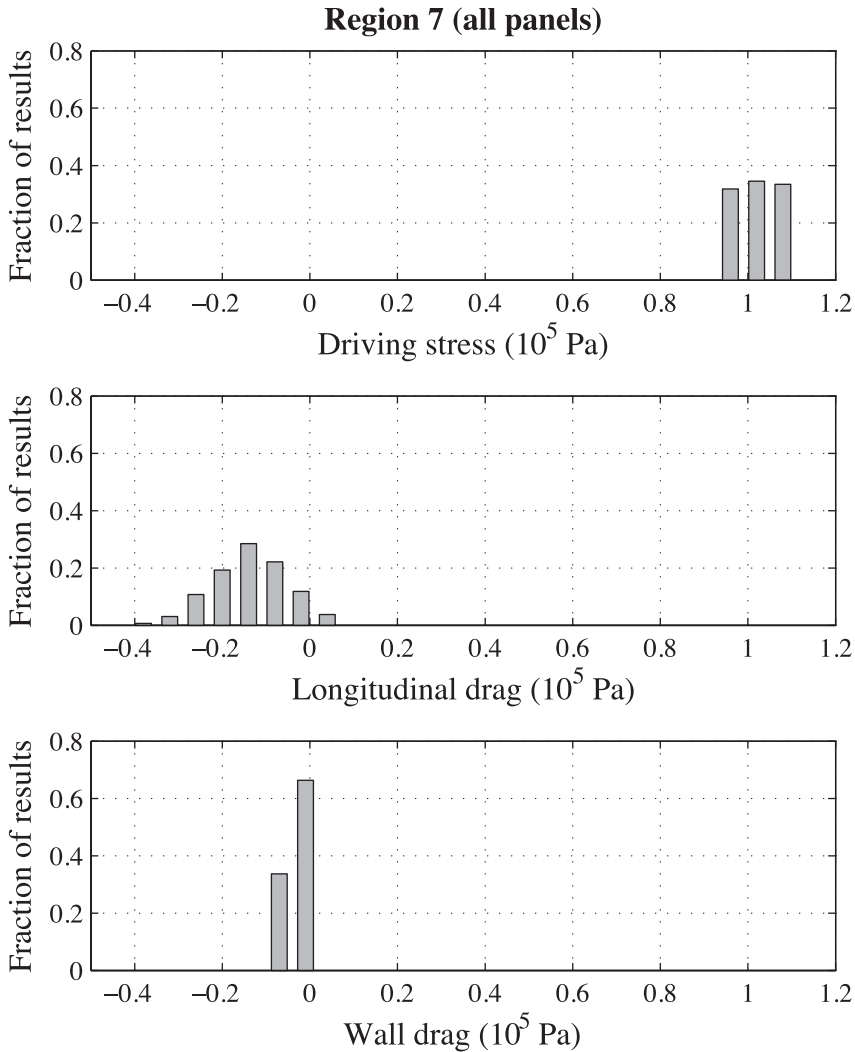 Region 7 (all panels)
Fraction of results
0.8
0.6
0.4
0.2
0
−0.4 −0.2 0 0.2 0.4 0.6 0.8 1 1.2
Driving stress (10^5 Pa)
Fraction of results
0.8
0.6
0.4
0.2
0
−0.4 −0.2 0 0.2 0.4 0.6 0.8 1 1.2
Longitudinal drag (10^5 Pa)
Fraction of results
0.8
0.6
0.4
0.2
0
−0.4 −0.2 0 0.2 0.4 0.6 0.8 1 1.2
Wall drag (10^5 Pa)